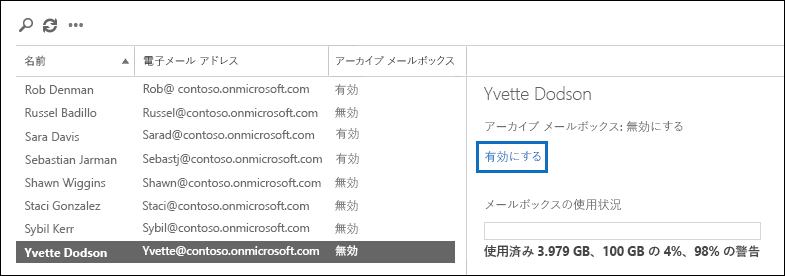 名前 電子メール アドレス アーカイブ メールボックス
Rob Denman Rob@ contoso.onmicrosoft.com 有効
Russel Badillo Russel@contoso.onmicrosoft.com 無効
Sara Davis Sarad@contoso.onmicrosoft.com 有効
Sebastian Jarman Sebastj@contoso.onmicrosoft.com 有効
Shawn Wiggins Shawn@contoso.onmicrosoft.com 無効
Staci Gonzalez Staci@contoso.onmicrosoft.com 無効
Sybil Kerr Sybil@contoso.onmicrosoft.com 無効
Yvette Dodson Yvette@contoso.onmicrosoft.com 無効
Yvette Dodson
アーカイブ メールボックス: 無効にする
有効にする
メールボックスの使用状況
使用済み 3.979 GB、100 GB の 4%、98% の警告